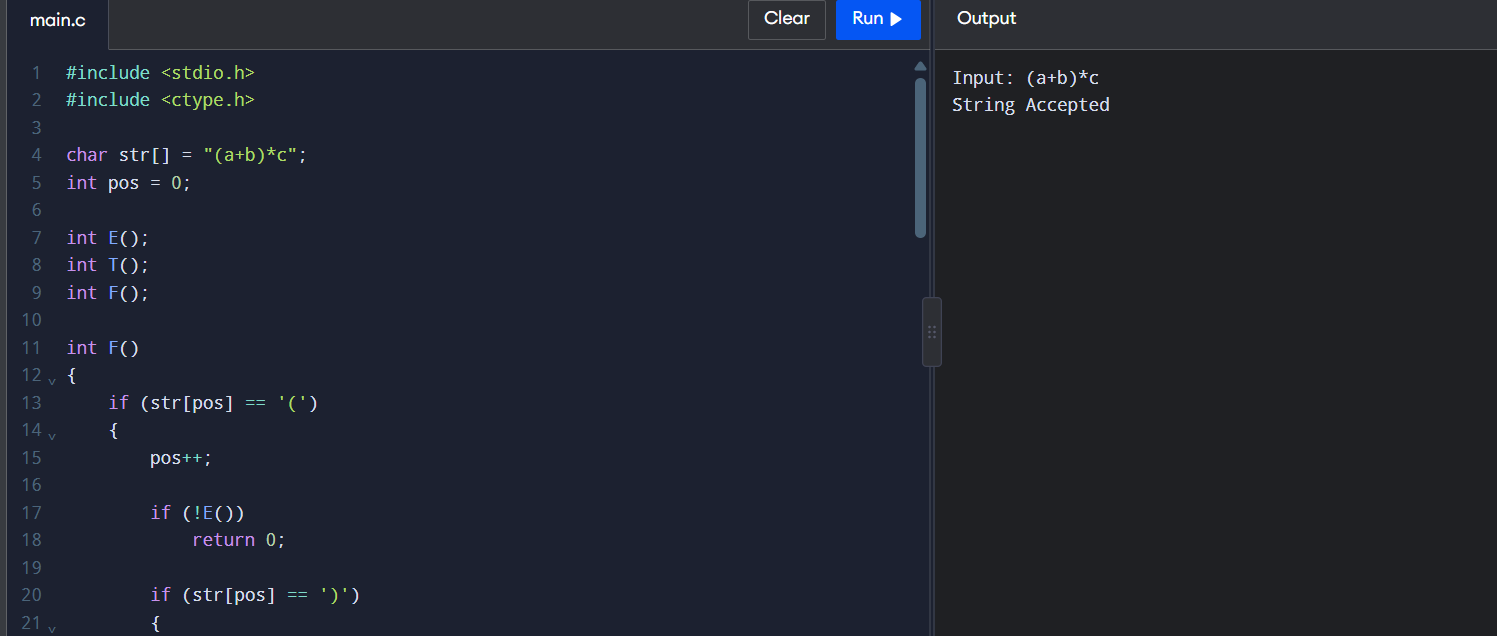 main.c
Clear
Run
Output
1 #include <stdio.h>
2 #include <ctype.h>
3
4 char str[] = "(a+b)*c";
5 int pos = 0;
6
7 int E();
8 int T();
9 int F();
10
11 int F()
12 {
13     if (str[pos] == '(')
14     {
15         pos++;
16
17         if (!E())
18             return 0;
19
20         if (str[pos] == ')')
21         {
Input: (a+b)*c
String Accepted